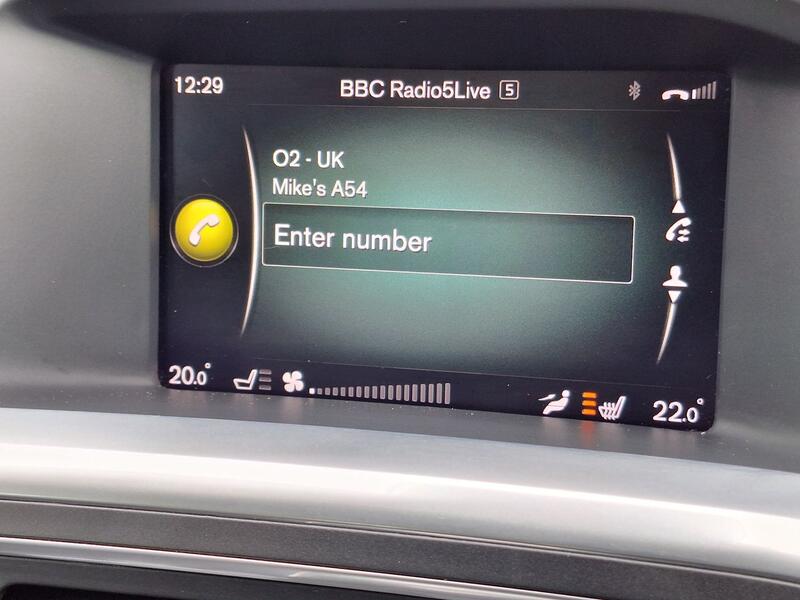 12:29
BBC Radio5Live 5
O2 - UK
Mike's A54
Enter number
20.0°
22.0°